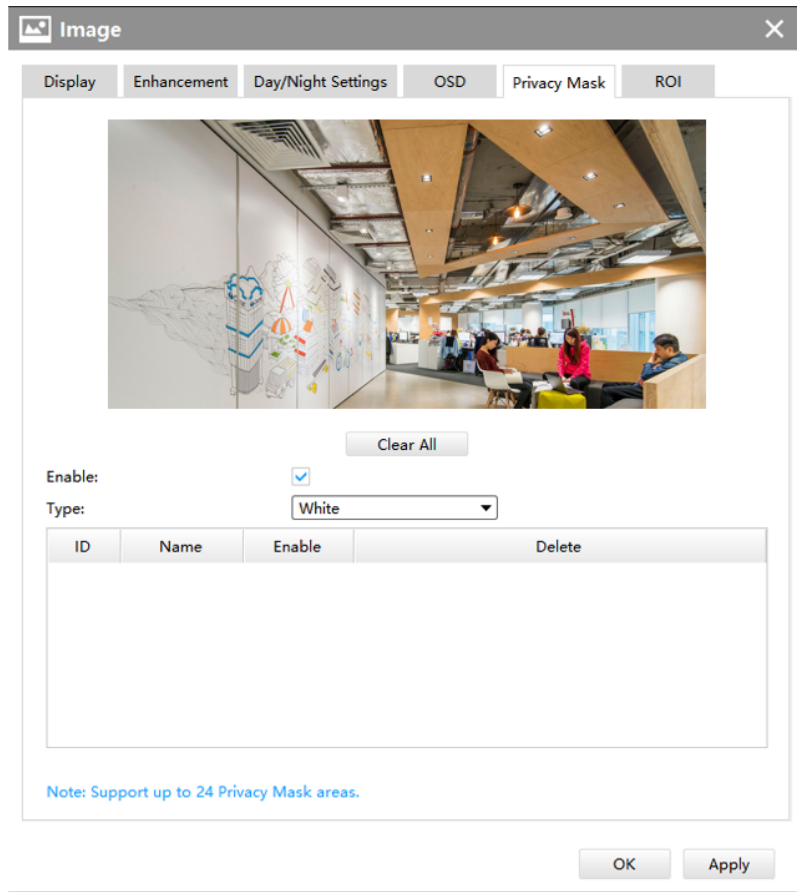 Image
Display Enhancement Day/Night Settings OSD Privacy Mask ROI
Clear All
Enable:
Type: White
ID Name Enable Delete
Note: Support up to 24 Privacy Mask areas.
OK Apply